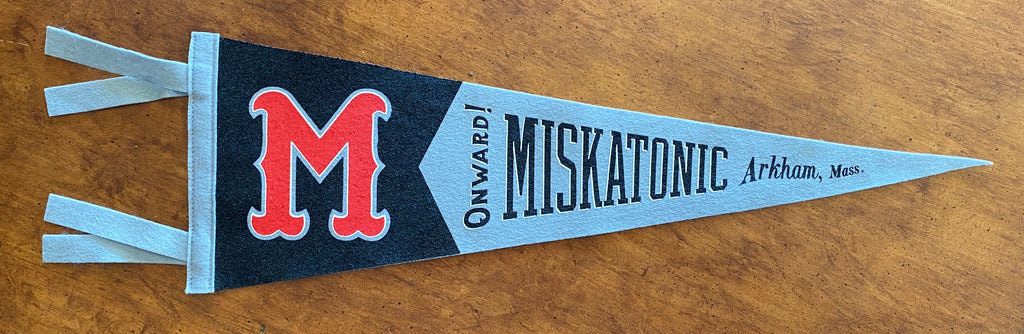 M
Onward!
MISKATONIC
Arkham, Mass.